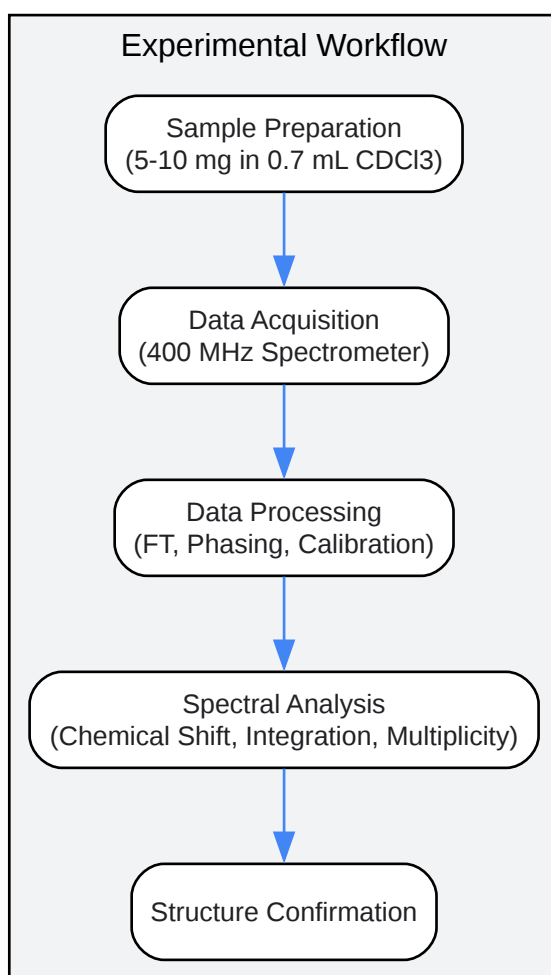 Experimental Workflow
Sample Preparation
(5-10 mg in 0.7 mL CDCl3)
Data Acquisition
(400 MHz Spectrometer)
Data Processing
(FT, Phasing, Calibration)
Spectral Analysis
(Chemical Shift, Integration, Multiplicity)
Structure Confirmation